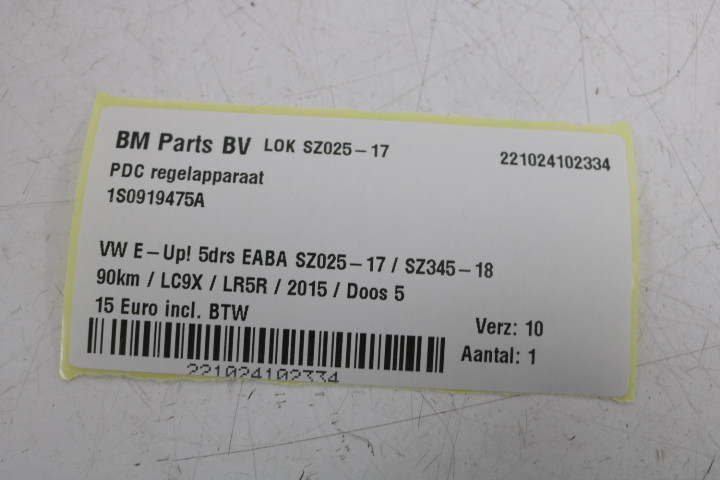 BM Parts BV LOK SZ025-17 221024102334
PDC regelapparaat
1S0919475A
VW E-Up! 5drs EABA SZ025-17 / SZ345-18
90km / LC9X / LR5R / 2015 / Doos 5
15 Euro incl. BTW Verz: 10
Aantal: 1
221024102334